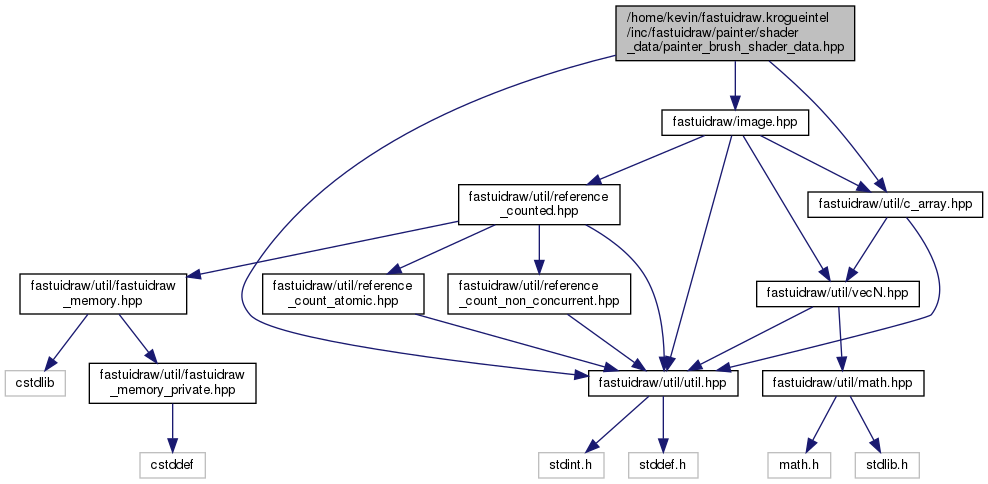 /home/kevin/fastuidraw.krogueintel
/inc/fastuidraw/painter/shader
_data/painter_brush_shader_data.hpp
fastuidraw/image.hpp
fastuidraw/util/reference
_counted.hpp
fastuidraw/util/c_array.hpp
fastuidraw/util/fastuidraw
_memory.hpp
fastuidraw/util/reference
_count_atomic.hpp
fastuidraw/util/reference
_count_non_concurrent.hpp
fastuidraw/util/vecN.hpp
cstdlib
fastuidraw/util/fastuidraw
_memory_private.hpp
fastuidraw/util/util.hpp
fastuidraw/util/math.hpp
cstddef
stdint.h
stddef.h
math.h
stdlib.h